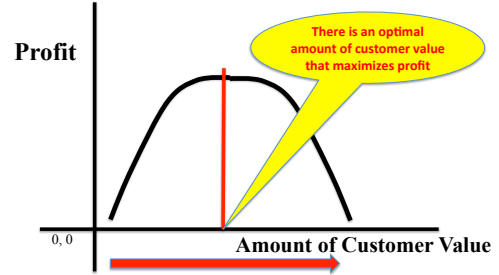 There is an optimal
amount of customer value
that maximizes profit
Profit
0, 0
Amount of Customer Value